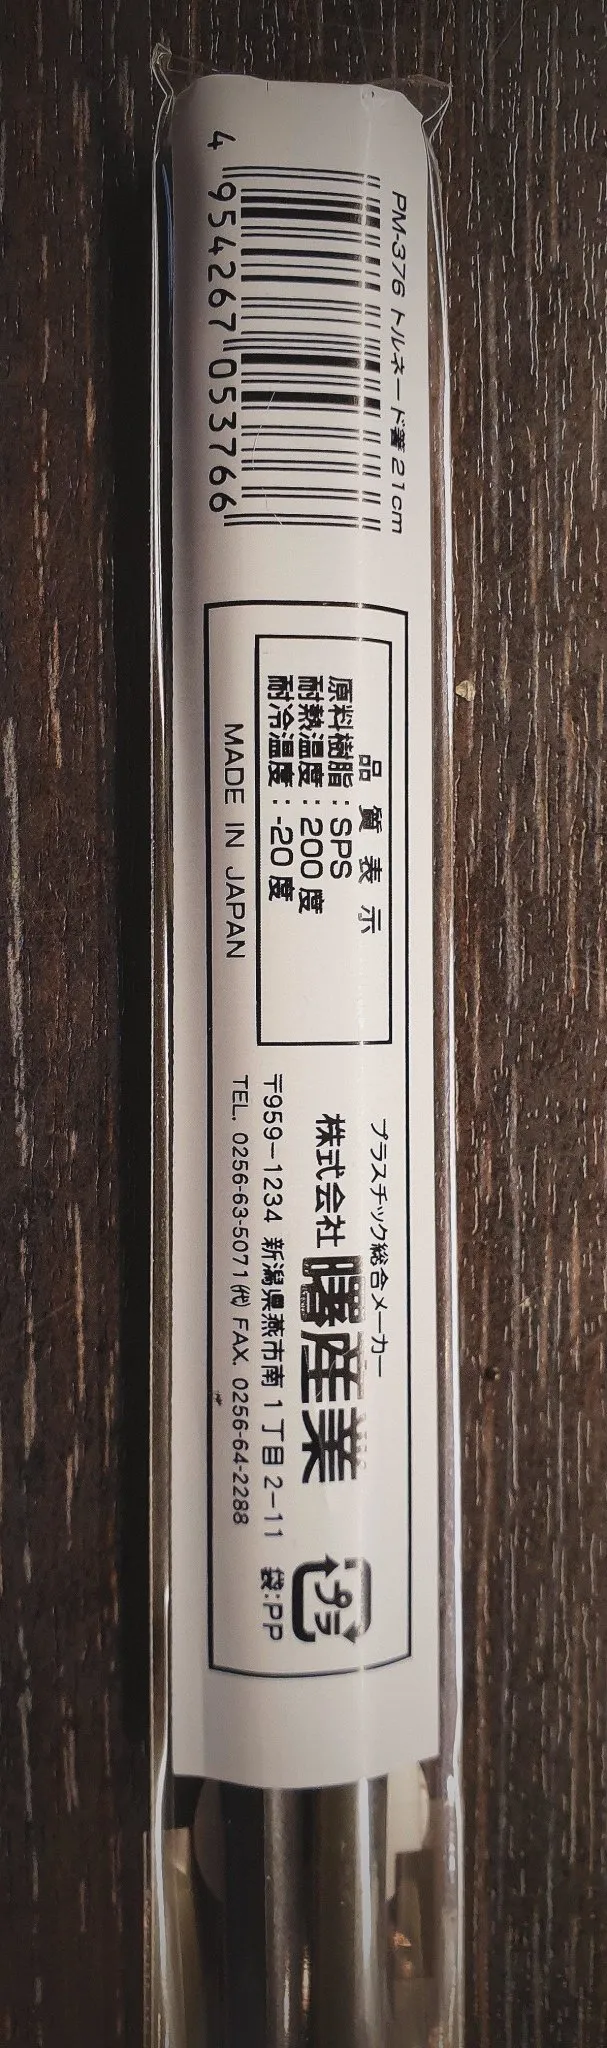 PM-376 トルネード箸 21cm
4 954267 053766
品質表示
原料樹脂：SPS
耐熱温度：200度
耐冷温度：-20度
MADE IN JAPAN
プラスチック総合メーカー
株式会社 曙産業
〒959-1234 新潟県燕市南1丁目2-11 袋:PP
TEL. 0256-63-5071(代) FAX. 0256-64-2288
プラ